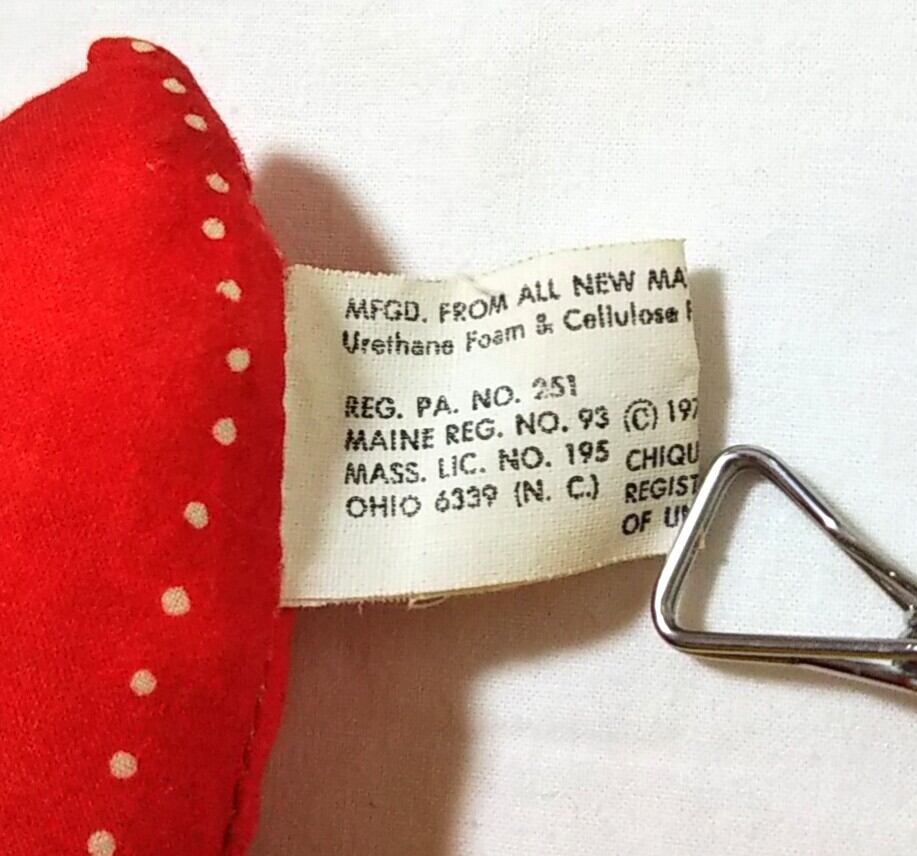 MFGD. FROM ALL NEW MA
Urethane Foam & Cellulose F
REG. PA. NO. 251
MAINE REG. NO. 93
MASS. LIC. NO. 195
OHIO 6339 (N. C.)
© 197
CHIQU
REGIST
OF UN